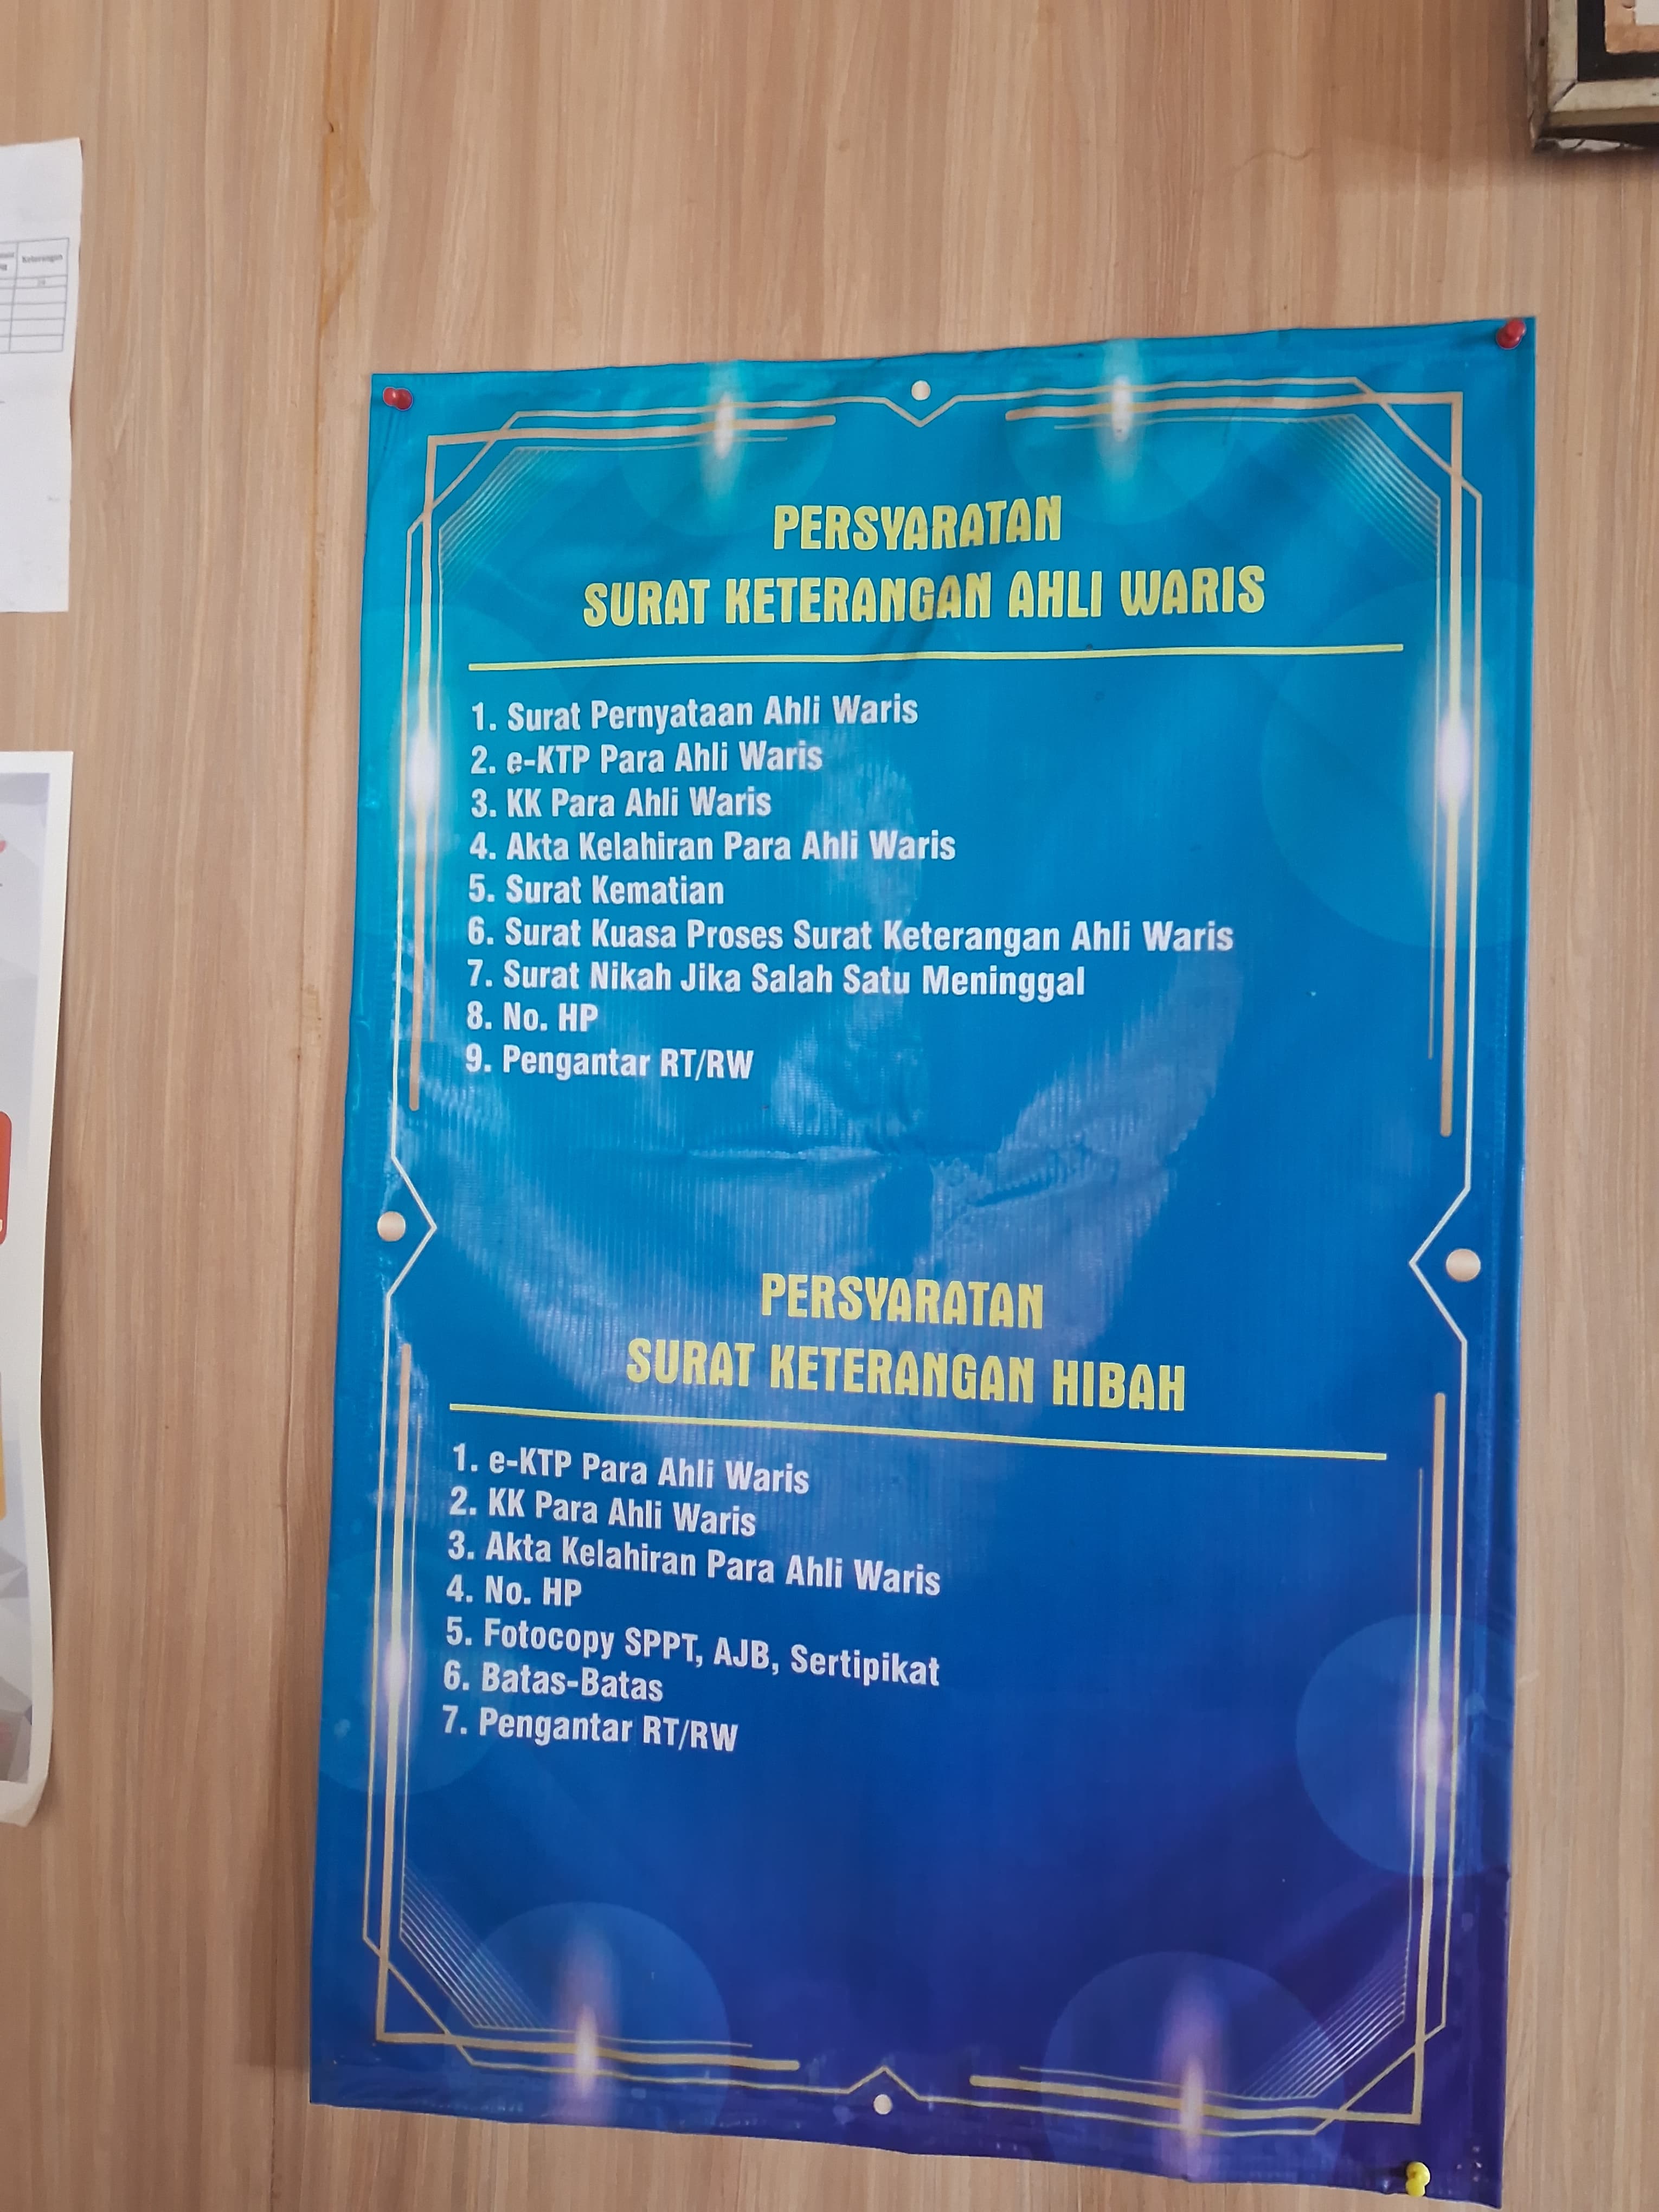 Keterangan
PERSYARATAN
SURAT KETERANGAN AHLI WARIS
1. Surat Pernyataan Ahli Waris
2. e-KTP Para Ahli Waris
3. KK Para Ahli Waris
4. Akta Kelahiran Para Ahli Waris
5. Surat Kematian
6. Surat Kuasa Proses Surat Keterangan Ahli Waris
7. Surat Nikah Jika Salah Satu Meninggal
8. No. HP
9. Pengantar RT/RW
PERSYARATAN
SURAT KETERANGAN HIBAH
1. e-KTP Para Ahli Waris
2. KK Para Ahli Waris
3. Akta Kelahiran Para Ahli Waris
4. No. HP
5. Fotocopy SPPT, AJB, Sertipikat
6. Batas-Batas
7. Pengantar RT/RW